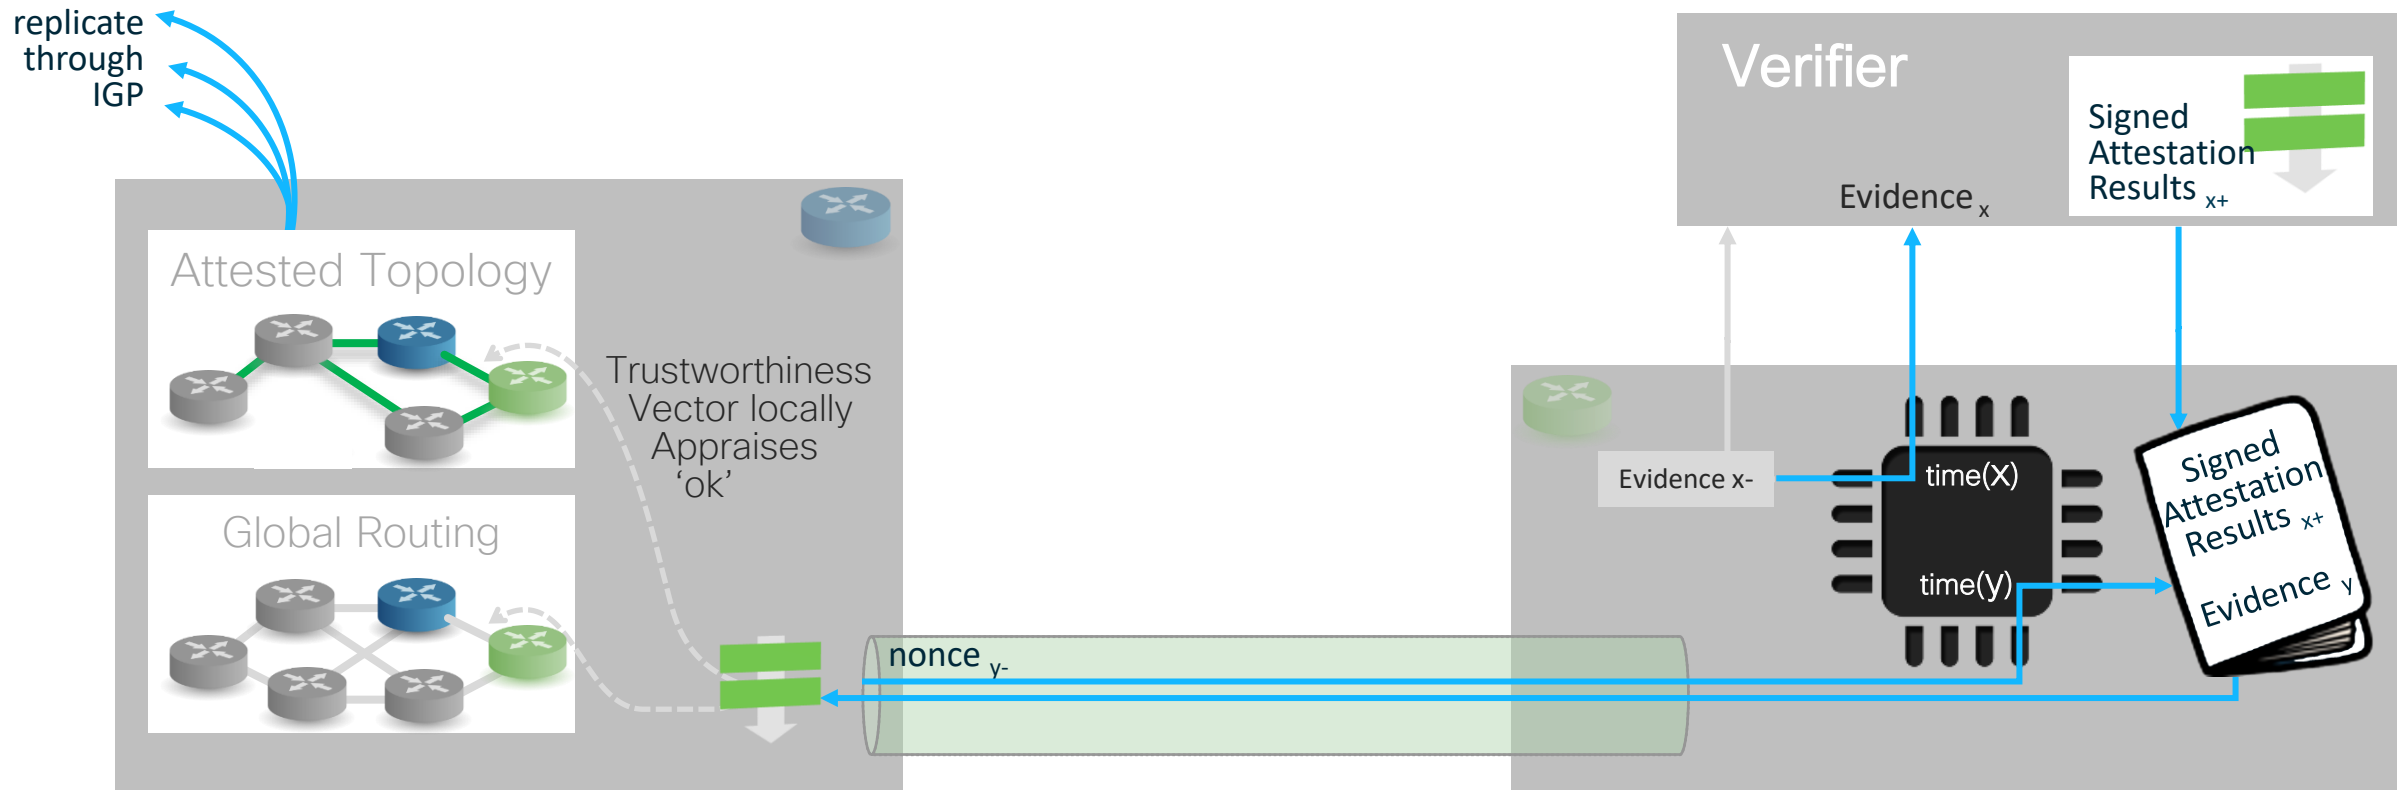 replicate
through
IGP
Attested Topology
Trustworthiness
Vector locally
Appraises
‘ok’
Global Routing
nonce y-
Verifier
Evidence x
Signed
Attestation
Results x+
Evidence x-
time(x)
time(y)
Signed
Attestation
Results x+
Evidence y